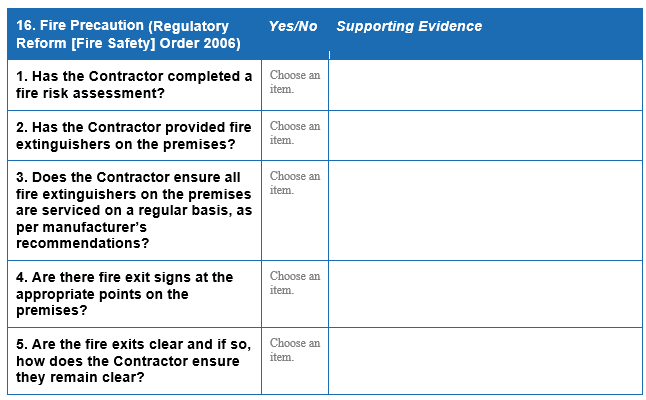 16. Fire Precaution (Regulatory
Reform [Fire Safety] Order 2006)
Yes/No
Supporting Evidence
1. Has the Contractor completed a
fire risk assessment?
Choose an
item.
2. Has the Contractor provided fire
extinguishers on the premises?
Choose an
item.
3. Does the Contractor ensure all
fire extinguishers on the premises
are serviced on a regular basis, as
per manufacturer’s
recommendations?
Choose an
item.
4. Are there fire exit signs at the
appropriate points on the
premises?
Choose an
item.
5. Are the fire exits clear and if so,
how does the Contractor ensure
they remain clear?
Choose an
item.